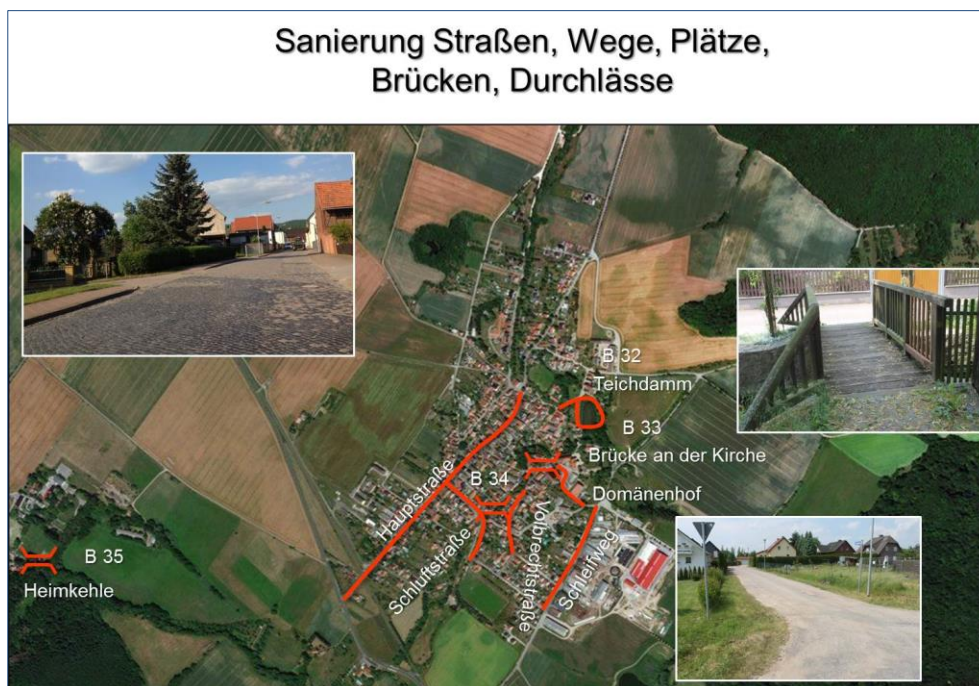 Sanierung Straßen, Wege, Plätze,
Brücken, Durchlässe
B 32
Teichdamm
B 33
Brücke an der Kirche
B 34
Hauptstraße
Domänenhof
Schluftstraße
Volbrechtstraße
Schleifweg
B 35
Heimkehle